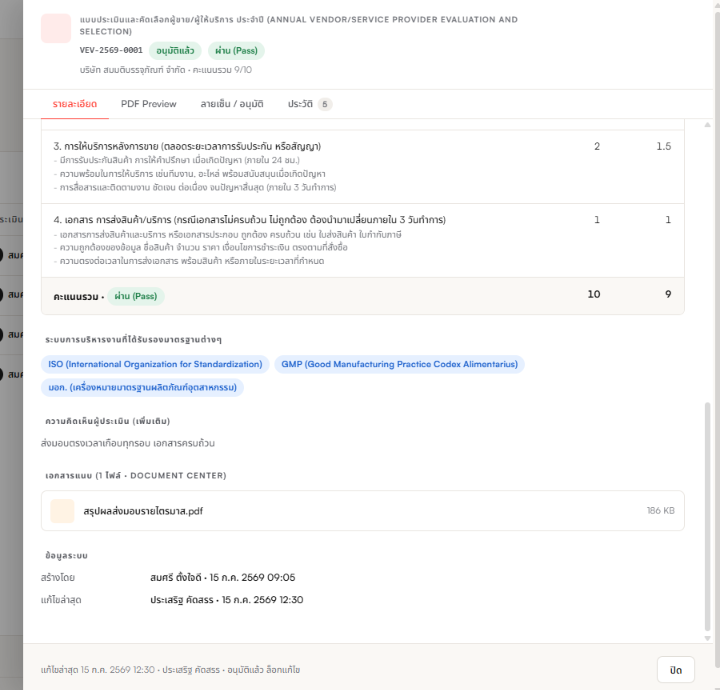 แบบประเมินและคัดเลือกผู้ขาย/ผู้ให้บริการ ประจำปี (ANNUAL VENDOR/SERVICE PROVIDER EVALUATION AND
SELECTION)
VEV-2569-0001 อนุมัติแล้ว ผ่าน (Pass)
บริษัท สมบัติบรรจุภัณฑ์ จำกัด • คะแนนรวม 9/10
รายละเอียด PDF Preview ลายเซ็น / อนุมัติ ประวัติ 5
3. การให้บริการหลังการขาย (ตลอดระยะเวลาการรับประกัน หรือสัญญา) 2 1.5
- มีการรับประกันสินค้า การให้คำปรึกษา เมื่อเกิดปัญหา (ภายใน 24 ชม.)
- ความพร้อมในการให้บริการ เช่นทีมงาน, อะไหล่ พร้อมสนับสนุนเมื่อเกิดปัญหา
- การสื่อสารและติดตามงาน ชัดเจน ต่อเนื่อง จนปัญหาสิ้นสุด (ภายใน 3 วันทำการ)
4. เอกสาร การส่งสินค้า/บริการ (กรณีเอกสารไม่ครบถ้วน ไม่ถูกต้อง ต้องนำมาเปลี่ยนภายใน 3 วันทำการ) 1 1
- เอกสารการส่งสินค้าและบริการ หรือเอกสารประกอบ ถูกต้อง ครบถ้วน เช่น ใบส่งสินค้า ใบกำกับภาษี
- ความถูกต้องของข้อมูล ชื่อสินค้า จำนวน ราคา เงื่อนไขการชำระเงิน ตรงตามที่สั่งซื้อ
- ความตรงต่อเวลาในการส่งเอกสาร พร้อมสินค้า หรือภายในระยะเวลาที่กำหนด
คะแนนรวม • ผ่าน (Pass) 10 9
ระบบการบริหารงานที่ได้รับรองมาตรฐานต่างๆ
ISO (International Organization for Standardization) GMP (Good Manufacturing Practice Codex Alimentarius)
มอก. (เครื่องหมายมาตรฐานผลิตภัณฑ์อุตสาหกรรม)
ความคิดเห็นผู้ประเมิน (เพิ่มเติม)
ส่งมอบตรงเวลาเกือบทุกรอบ เอกสารครบถ้วน
เอกสารแนบ (1 ไฟล์ • DOCUMENT CENTER)
สรุปผลส่งมอบรายไตรมาส.pdf 186 KB
ข้อมูลระบบ
สร้างโดย สมศรี ตั้งใจดี • 15 ก.ค. 2569 09:05
แก้ไขล่าสุด ประเสริฐ คัดสรร • 15 ก.ค. 2569 12:30
แก้ไขล่าสุด 15 ก.ค. 2569 12:30 • ประเสริฐ คัดสรร • อนุมัติแล้ว ล็อกแก้ไข
ปิด